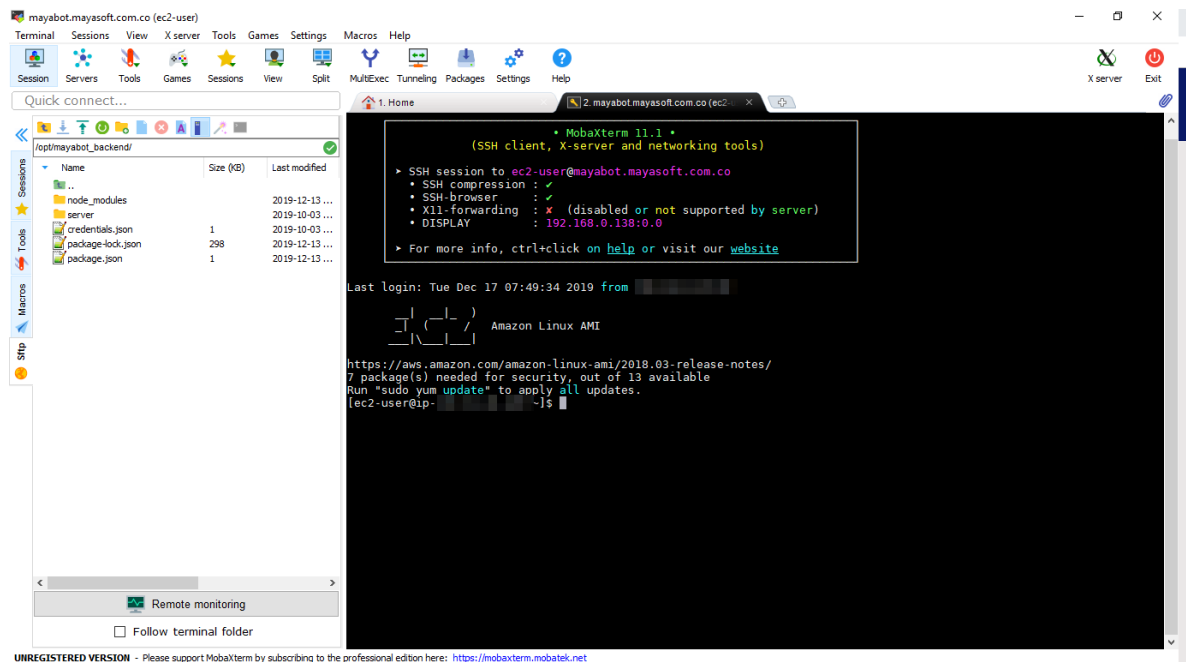 mayabot.mayasoft.com.co (ec2-user)
Terminal Sessions View X server Tools Games Settings Macros Help
Session Servers Tools Games Sessions View Split MultiExec Tunneling Packages Settings Help X server Exit
Quick connect...
1. Home
2. mayabot.mayasoft.com.co (ec2-
/opt/mayabot_backend/
Name Size (KB) Last modified
..
node_modules 2019-12-13 ...
server 2019-10-03 ...
credentials.json 1 2019-10-03 ...
package-lock.json 298 2019-12-13 ...
package.json 1 2019-12-13 ...
Sessions
Tools
Macros
Sftp
• MobaXterm 11.1 •
(SSH client, X-server and networking tools)
➤ SSH session to ec2-user@mayabot.mayasoft.com.co
• SSH compression : ✔
• SSH-browser : ✔
• X11-forwarding : ✘ (disabled or not supported by server)
• DISPLAY : 192.168.0.138:0.0
➤ For more info, ctrl+click on help or visit our website
Last login: Tue Dec 17 07:49:34 2019 from
__| __|_ )
_| ( / Amazon Linux AMI
___|\___|___|
https://aws.amazon.com/amazon-linux-ami/2018.03-release-notes/
7 package(s) needed for security, out of 13 available
Run "sudo yum update" to apply all updates.
[ec2-user@ip- ~]$
Remote monitoring
Follow terminal folder
UNREGISTERED VERSION - Please support MobaXterm by subscribing to the professional edition here: https://mobaxterm.mobatek.net